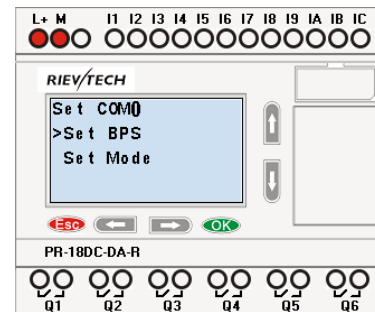 L+ M I1 I2 I3 I4 I5 I6 I7 I8 I9 IA IB IC
RIEVTECH
Set COM0
>Set BPS
Set Mode
Esc OK
PR-18DC-DA-R
Q1 Q2 Q3 Q4 Q5 Q6